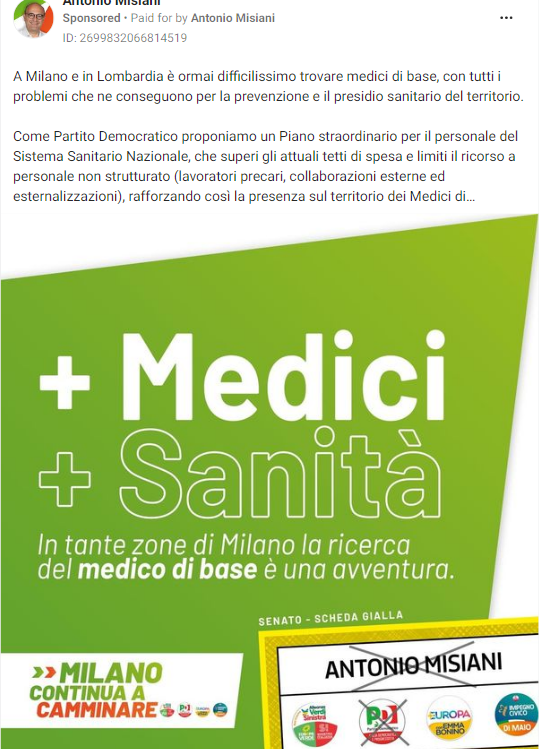 Antonio Misiani
Sponsored • Paid for by Antonio Misiani
ID: 2699832066814519
A Milano e in Lombardia è ormai difficilissimo trovare medici di base, con tutti i
problemi che ne conseguono per la prevenzione e il presidio sanitario del territorio.
Come Partito Democratico proponiamo un Piano straordinario per il personale del
Sistema Sanitario Nazionale, che superi gli attuali tetti di spesa e limiti il ricorso a
personale non strutturato (lavoratori precari, collaborazioni esterne ed
esternalizzazioni), rafforzando così la presenza sul territorio dei Medici di…
+ Medici
+ Sanità
In tante zone di Milano la ricerca
del medico di base è una avventura.
SENATO - SCHEDA GIALLA
ANTONIO MISIANI
›› MILANO
CONTINUA A
CAMMINARE
Sinistra
PD
EUROPA
EMMA
BONINO
IMPEGNO
CIVICO
DI MAIO